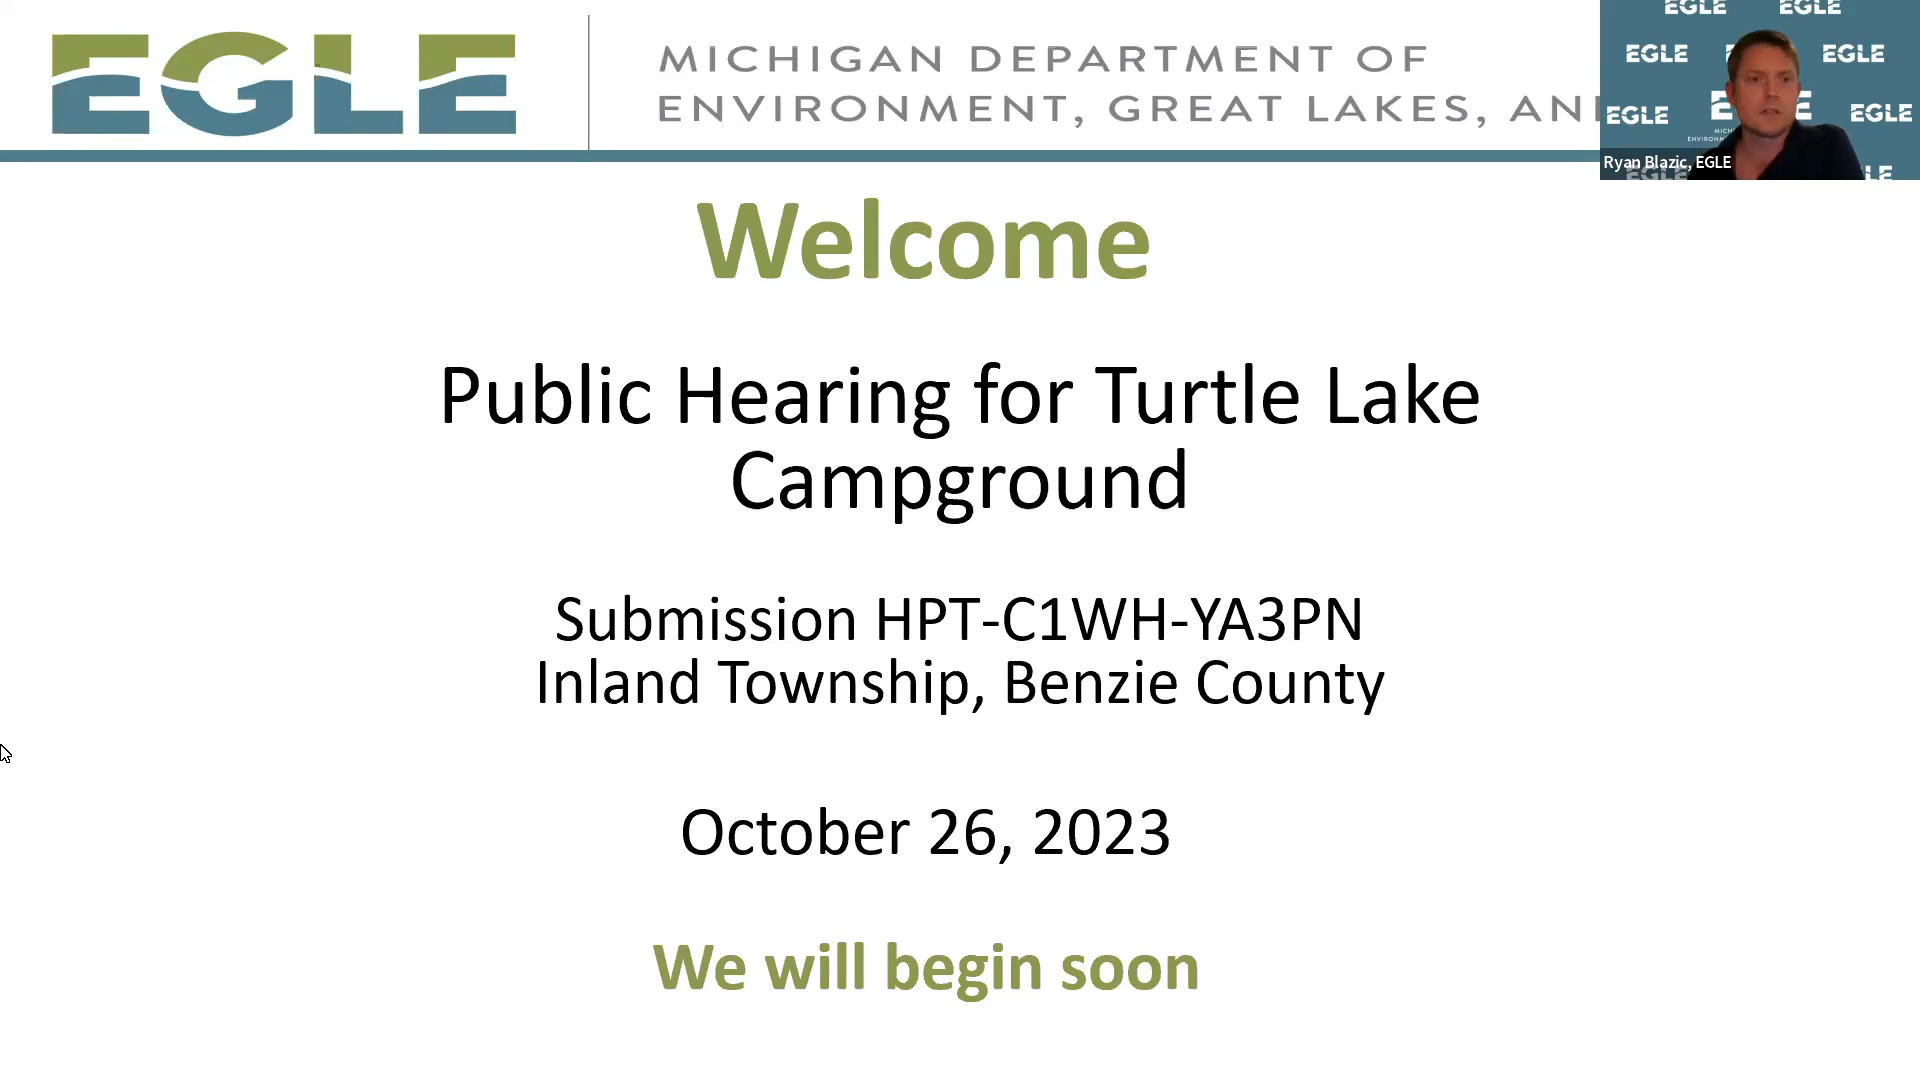 EGLE
MICHIGAN DEPARTMENT OF
ENVIRONMENT, GREAT LAKES, AN
EGLE EGLE
EGLE EGLE
EGLE EGLE
Ryan Blazic, EGLE
Welcome
Public Hearing for Turtle Lake
Campground
Submission HPT-C1WH-YA3PN
Inland Township, Benzie County
October 26, 2023
We will begin soon